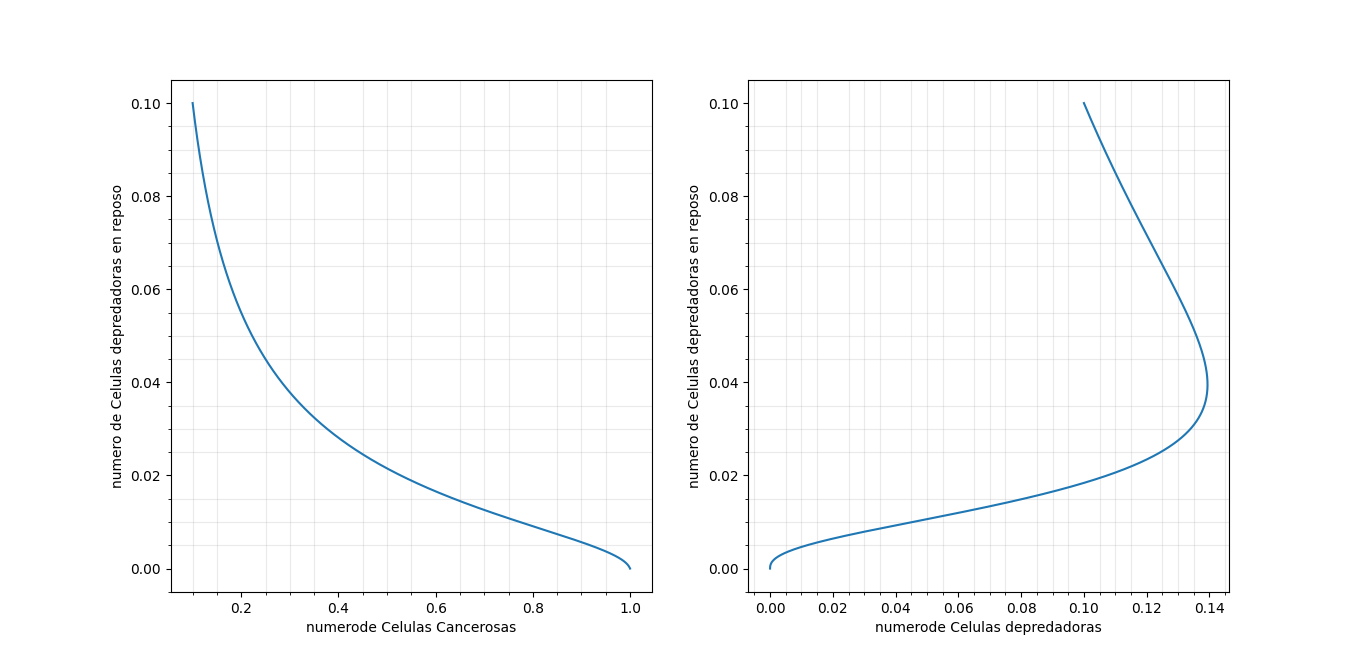 numero de Celulas depredadoras en reposo
0.10
0.08
0.06
0.04
0.02
0.00
0.2 0.4 0.6 0.8 1.0
numerode Celulas Cancerosas
numero de Celulas depredadoras en reposo
0.10
0.08
0.06
0.04
0.02
0.00
0.00 0.02 0.04 0.06 0.08 0.10 0.12 0.14
numerode Celulas depredadoras